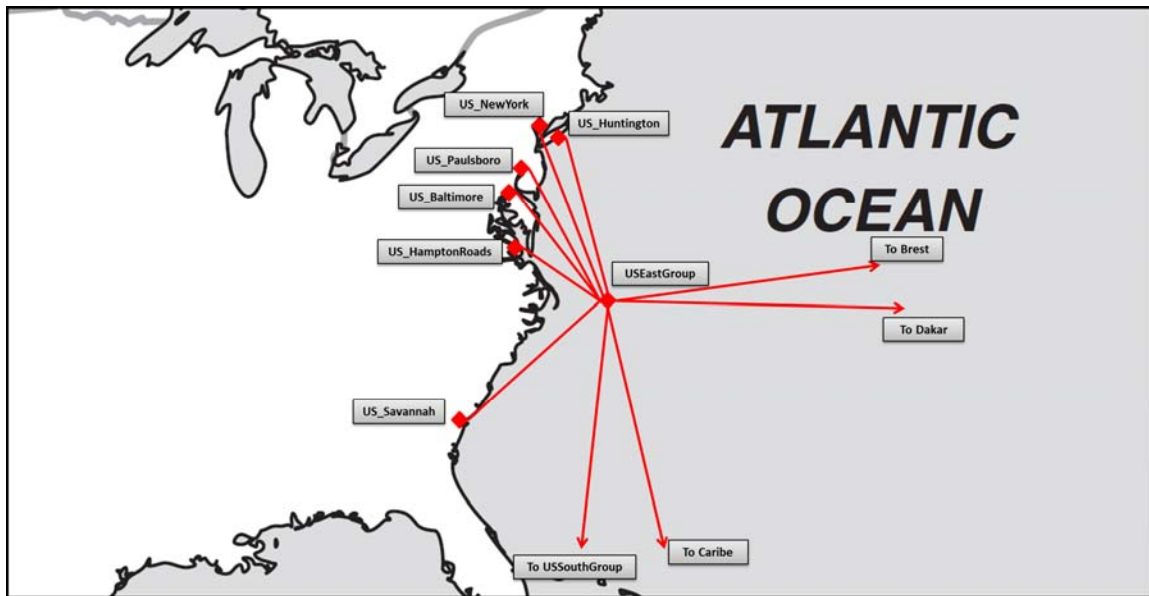 US_NewYork
US_Huntington
ATLANTIC
OCEAN
US_Paulsboro
US_Baltimore
US_HamptonRoads
To Brest
USEastGroup
To Dakar
US_Savannah
To USSouthGroup
To Caribe